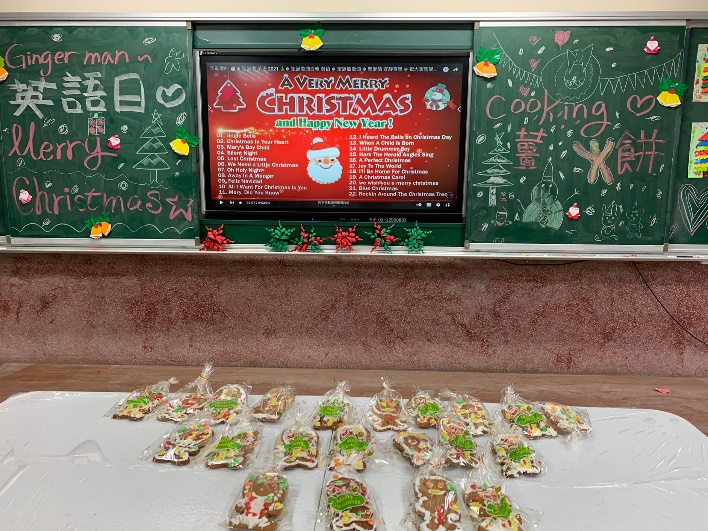 Ginger man ~
英語日
Merry
Christmas
A VERY MERRY
CHRISTMAS
and Happy New Year!
01. Jingle Bells
02. Christmas In Your Heart
03. Mary's Boy Child
04. Silent Night
05. Last Christmas
06. We Need a Little Christmas
07. Oh Holy Night
08. Away In A Manger
09. Feliz Navidad
10. All I Want For Christmas Is You
11. Mary, Did You Know
12. I Heard The Bells on Christmas Day
13. When A Child Is Born
14. Little Drummer Boy
15. Hark The Herald Angles Sing
16. A Perfect Christmas
17. Joy To The World
18. I'll Be Home For Christmas
19. A Christmas Carol
20. We wish you a merry christmas
21. Blue Christmas
22. Rockin Around The Christmas Tree
Cooking
薑人餅